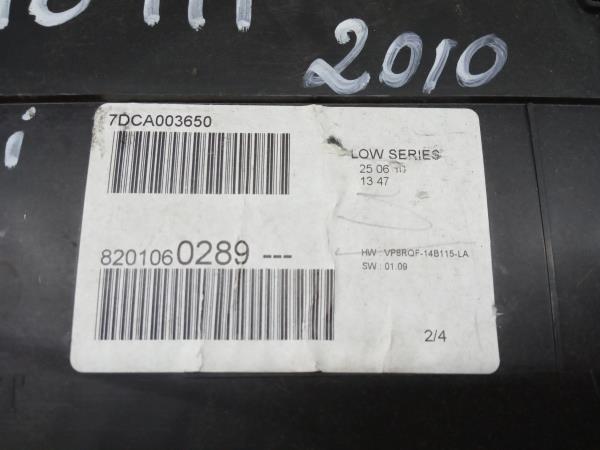 2010
i
7DCA003650
LOW SERIES
25 06
13 47
8201060289 ---
HW : VP8RQF-14B115-LA
SW : 01.09
2/4